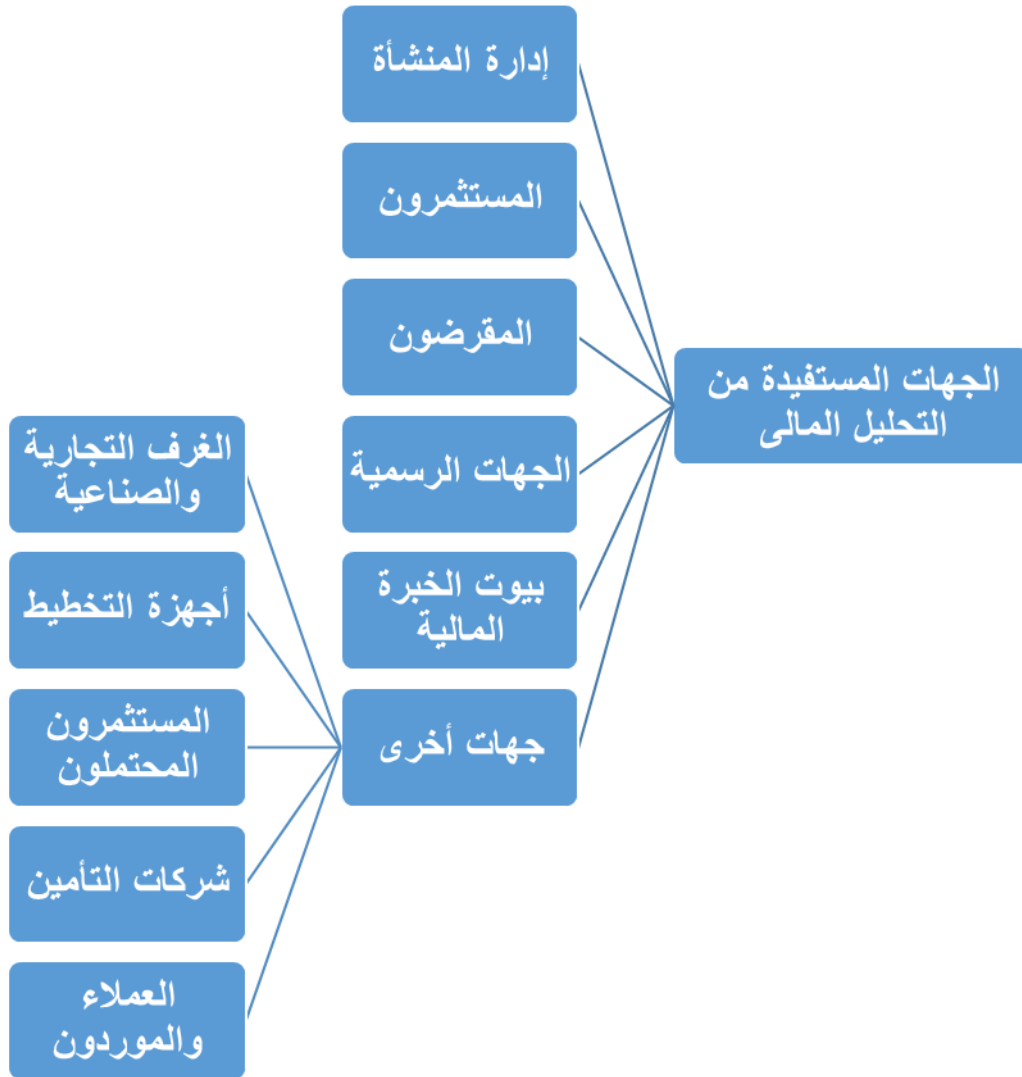 الجهات المستفيدة من
التحليل المالى
إدارة المنشأة
المستثمرون
المقرضون
الجهات الرسمية
بيوت الخبرة
المالية
جهات أخرى
الغرف التجارية
والصناعية
أجهزة التخطيط
المستثمرون
المحتملون
شركات التأمين
العملاء
والموردون